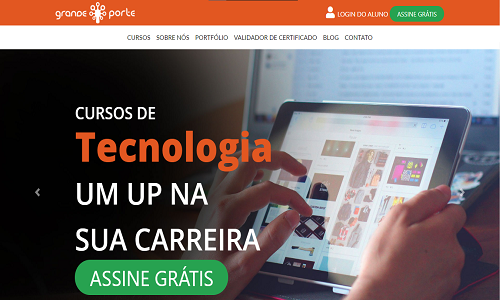 grande porte
LOGIN DO ALUNO
ASSINE GRÁTIS
CURSOS SOBRE NÓS PORTFÓLIO VALIDADOR DE CERTIFICADO BLOG CONTATO
CURSOS DE
Tecnologia
UM UP NA
SUA CARREIRA
ASSINE GRÁTIS